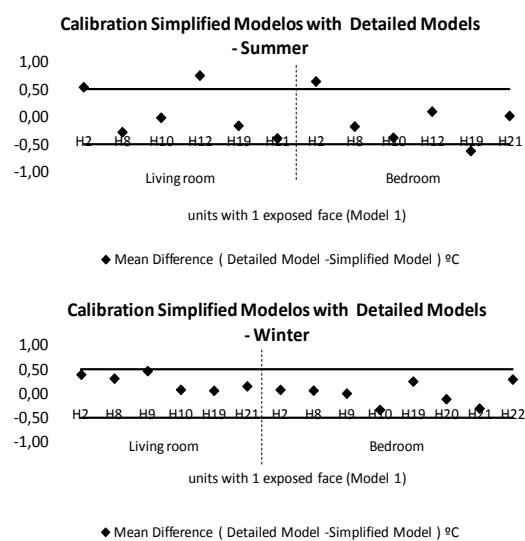 Calibration Simplified Modelos with Detailed Models
- Summer
1,00
0,50
0,00
-0,50
-1,00
H2 H8 H10 H12 H19 H21 H2 H8 H10 H12 H19 H21
Living room Bedroom
units with 1 exposed face (Model 1)
Mean Difference ( Detailed Model -Simplified Model ) ºC
Calibration Simplified Modelos with Detailed Models
- Winter
1,00
0,50
0,00
-0,50
-1,00
H2 H8 H9 H10 H19 H21 H2 H8 H9 H10 H19 H20 H21 H22
Living room Bedroom
units with 1 exposed face (Model 1)
Mean Difference ( Detailed Model -Simplified Model ) ºC